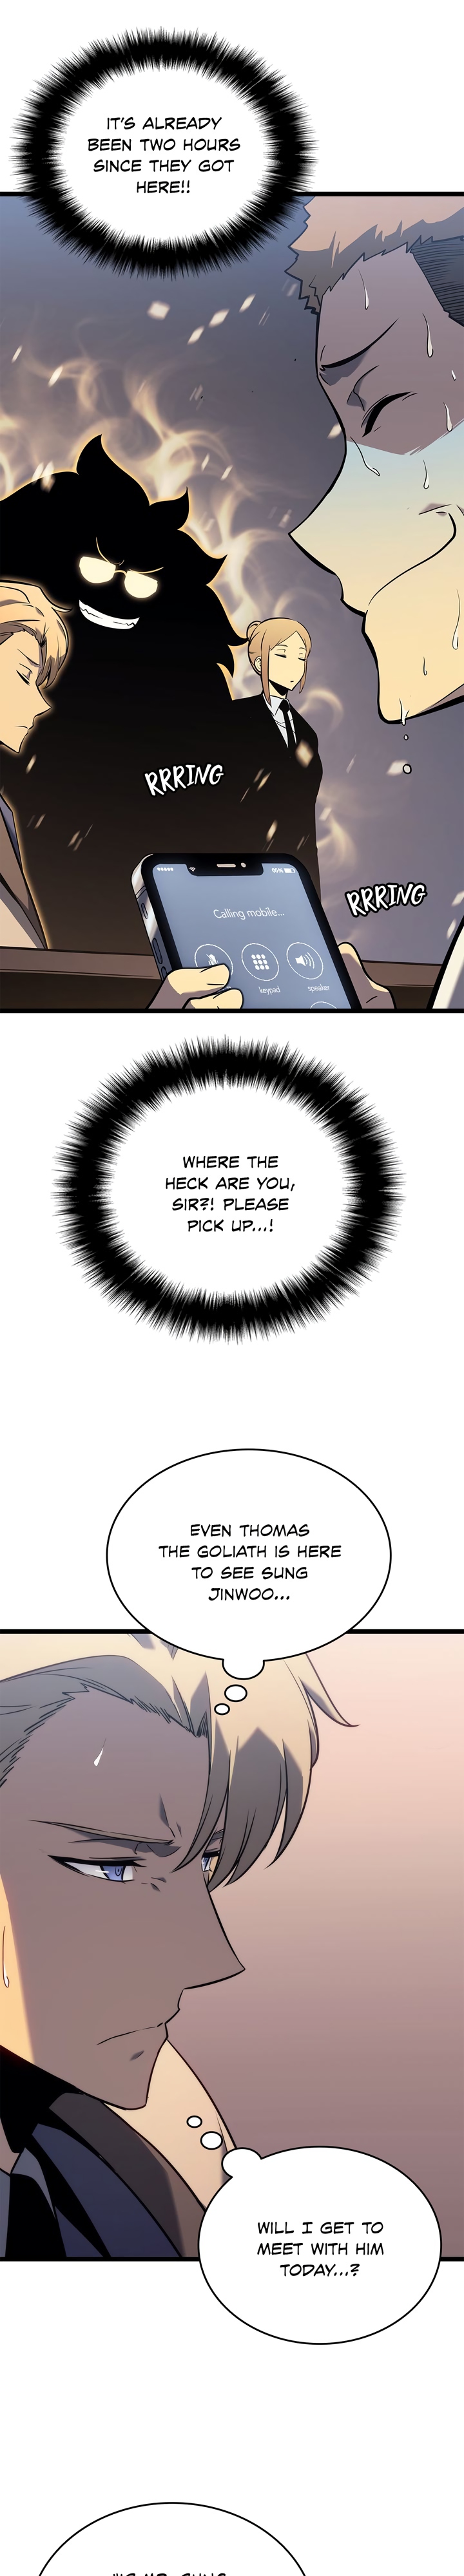 IT'S ALREADY
BEEN TWO HOURS
SINCE THEY GOT
HERE!!
RRRING
95%
Calling mobile...
RRRING
keypad
speaker
WHERE THE
HECK ARE YOU,
SIR?! PLEASE
PICK UP...!
EVEN THOMAS
THE GOLIATH IS HERE
TO SEE SUNG
JINWOO...
WILL I GET TO
MEET WITH HIM
TODAY...?